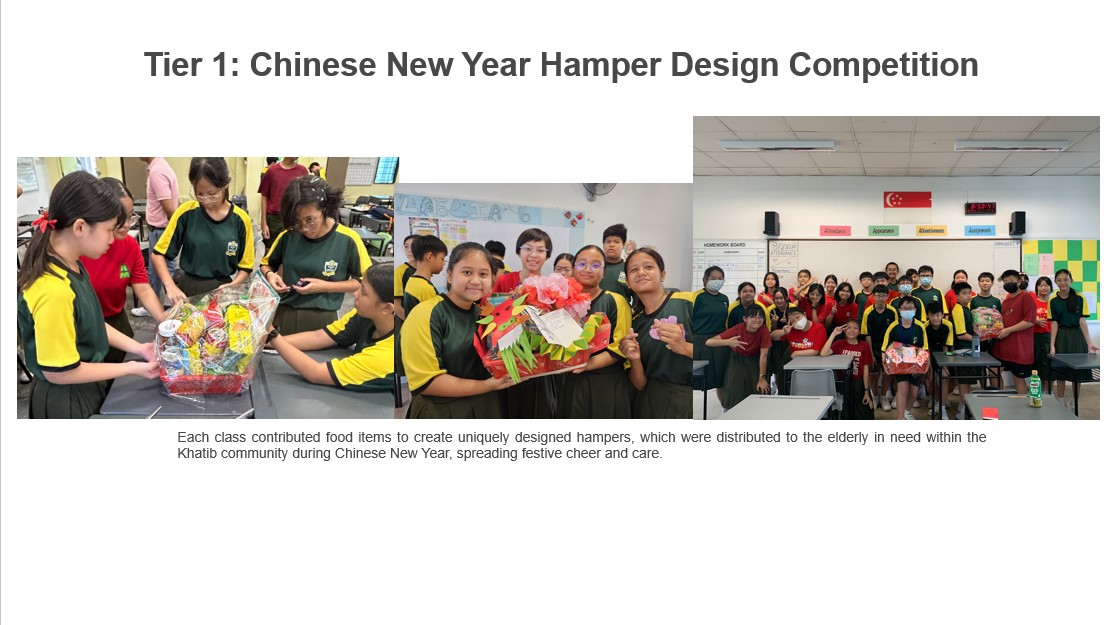 Tier 1: Chinese New Year Hamper Design Competition
HOMEWORK BOARD
Attendance
Appearance
Attentiveness
Assignment
Each class contributed food items to create uniquely designed hampers, which were distributed to the elderly in need within the
Khatib community during Chinese New Year, spreading festive cheer and care.